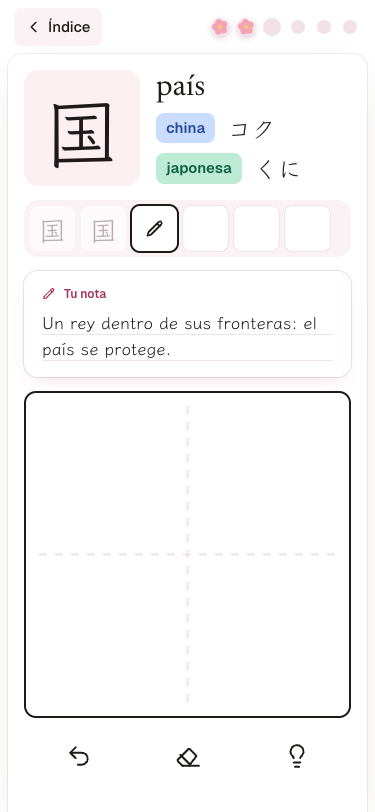 Índice
国
país
china コク
japonesa くに
国 国
Tu nota
Un rey dentro de sus fronteras: el
país se protege.